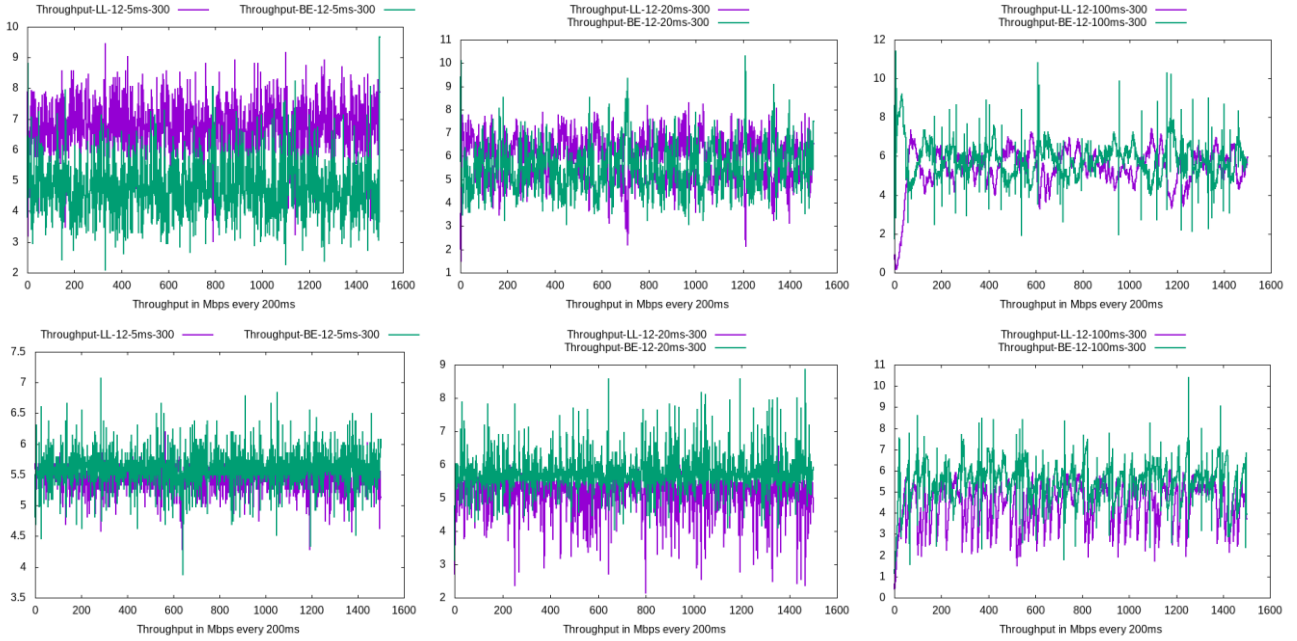 Throughput-LL-12-5ms-300 Throughput-BE-12-5ms-300
10
9
8
7
6
5
4
3
2
0 200 400 600 800 1000 1200 1400 1600
Throughput in Mbps every 200ms
Throughput-LL-12-20ms-300
Throughput-BE-12-20ms-300
11
10
9
8
7
6
5
4
3
2
1
0 200 400 600 800 1000 1200 1400 1600
Throughput in Mbps every 200ms
Throughput-LL-12-100ms-300
Throughput-BE-12-100ms-300
12
10
8
6
4
2
0
0 200 400 600 800 1000 1200 1400 1600
Throughput in Mbps every 200ms
Throughput-LL-12-5ms-300 Throughput-BE-12-5ms-300
7.5
7
6.5
6
5.5
5
4.5
4
3.5
0 200 400 600 800 1000 1200 1400 1600
Throughput in Mbps every 200ms
Throughput-LL-12-20ms-300
Throughput-BE-12-20ms-300
9
8
7
6
5
4
3
2
0 200 400 600 800 1000 1200 1400 1600
Throughput in Mbps every 200ms
Throughput-LL-12-100ms-300
Throughput-BE-12-100ms-300
11
10
9
8
7
6
5
4
3
2
1
0
0 200 400 600 800 1000 1200 1400 1600
Throughput in Mbps every 200ms